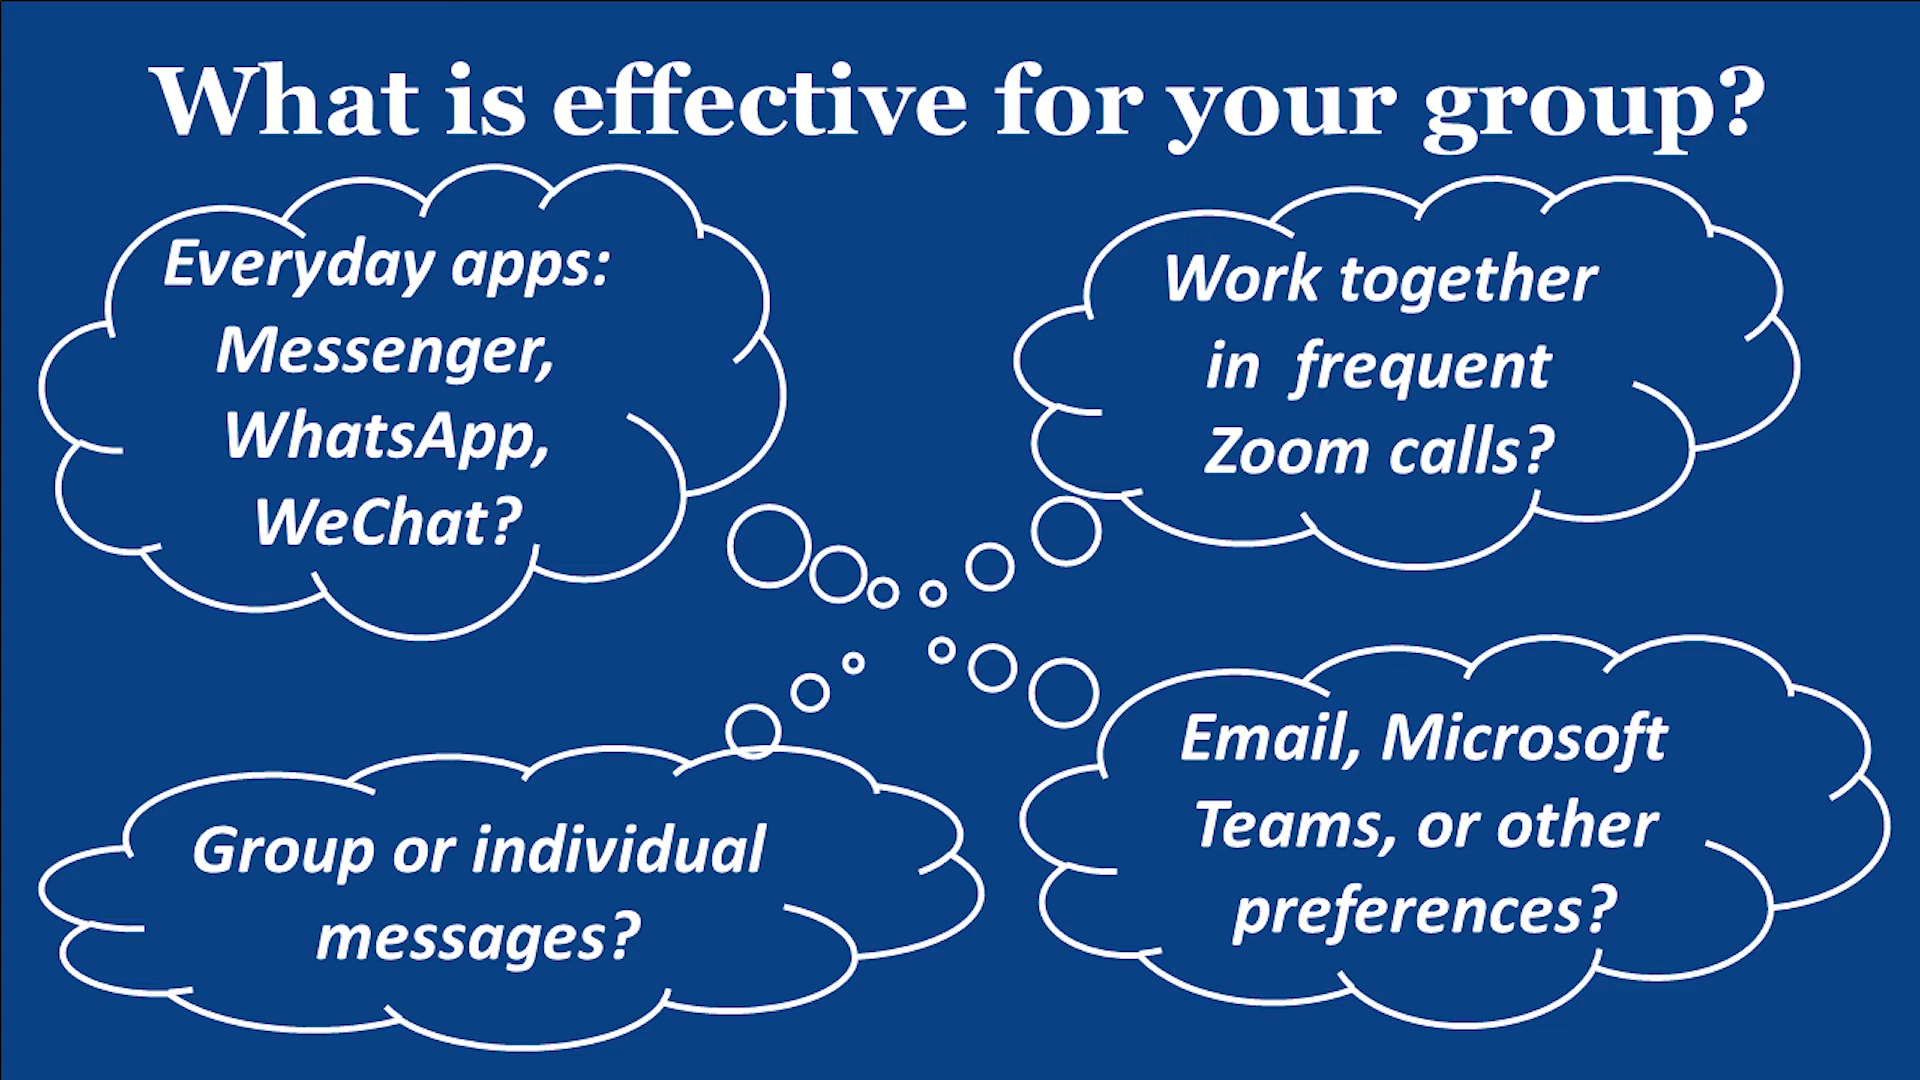 What is effective for your group?
Everyday apps:
Messenger,
WhatsApp,
WeChat?
Work together
in frequent
Zoom calls?
Group or individual
messages?
Email, Microsoft
Teams, or other
preferences?